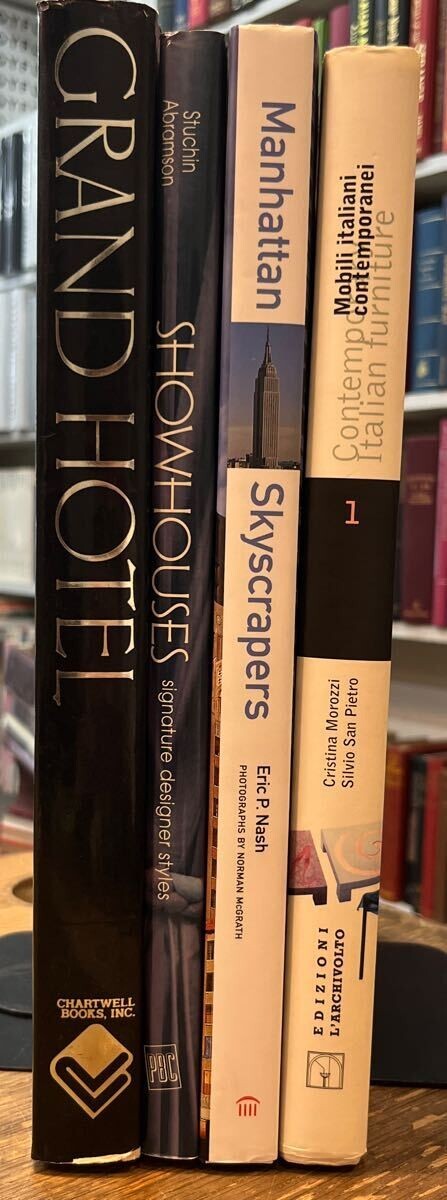 GRAND HOTEL
CHARTWELL
BOOKS, INC.
Stuchin
Abramson
SHOWHOUSES signature designer styles
PBC
Manhattan Skyscrapers
Eric P. Nash
PHOTOGRAPHS BY NORMAN McGRATH
Mobili italiani
contemporanei
Contempo
Italian furniture
1
Cristina Morozzi
Silvio San Pietro
EDIZIONI
L'ARCHIVOLTO